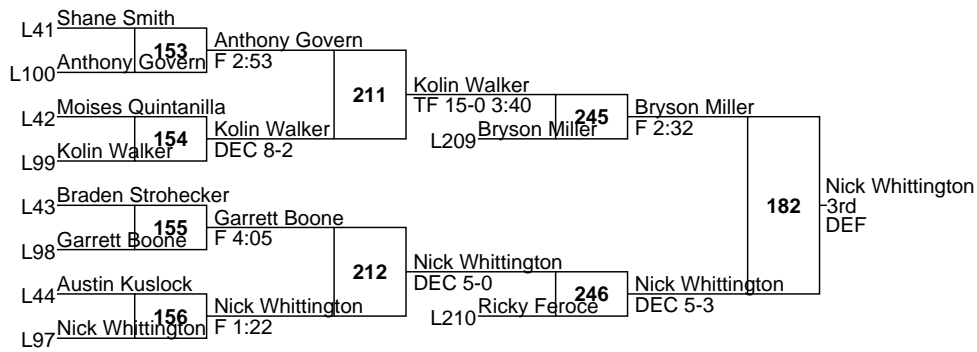 L41 Shane Smith
153
Anthony Govern
F 2:53
L100 Anthony Govern
211
Kolin Walker
TF 15-0 3:40
L42 Moises Quintanilla
154
Kolin Walker
DEC 8-2
L99 Kolin Walker
245
Bryson Miller
F 2:32
L209 Bryson Miller
L43 Braden Strohecker
155
Garrett Boone
F 4:05
L98 Garrett Boone
212
Nick Whittington
DEC 5-0
L44 Austin Kuslock
156
Nick Whittington
F 1:22
L97 Nick Whittington
246
Nick Whittington
DEC 5-3
L210 Ricky Feroce
182
Nick Whittington
3rd
DEF